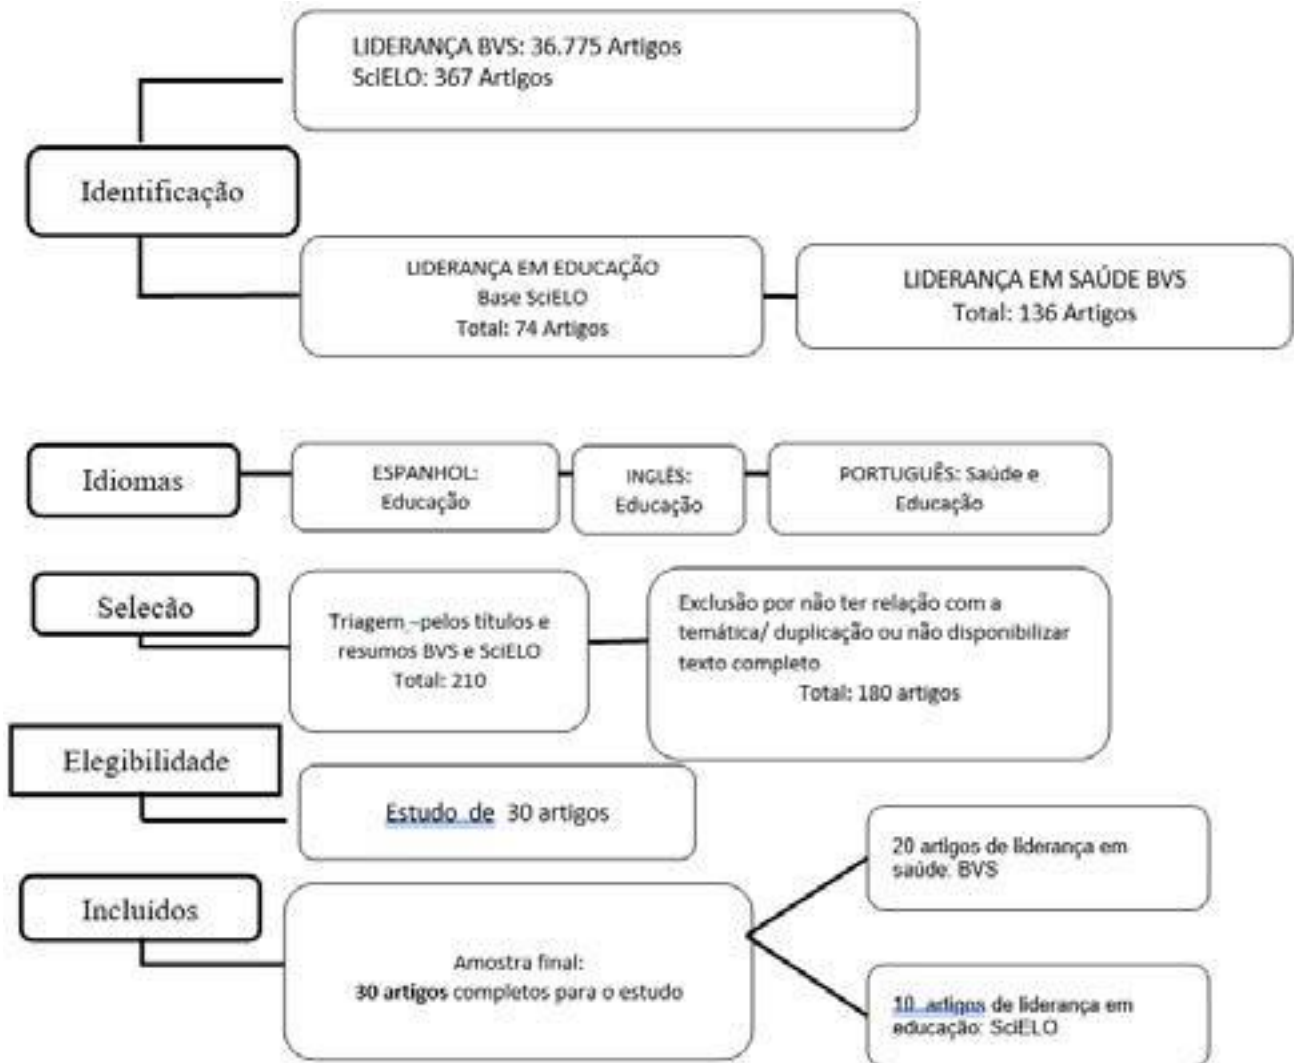 LIDERANÇA BVS: 36.775 Artigos
SciELO: 367 Artigos
Identificação
LIDERANÇA EM EDUCAÇÃO
Base SciELO
Total: 74 Artigos
LIDERANÇA EM SAÚDE BVS
Total: 136 Artigos
Idiomas
ESPANHOL:
Educação
INGLÊS:
Educação
PORTUGUÊS: Saúde e
Educação
Selecão
Triagem –pelos títulos e
resumos BVS e SciELO
Total: 210
Exclusão por não ter relação com a
temática/ duplicação ou não disponibilizar
texto completo
Total: 180 artigos
Elegibilidade
Estudo de 30 artigos
Incluidos
Amostra final:
30 artigos completos para o estudo
20 artigos de liderança em
saúde: BVS
10 artigos de liderança em
educação: SciELO